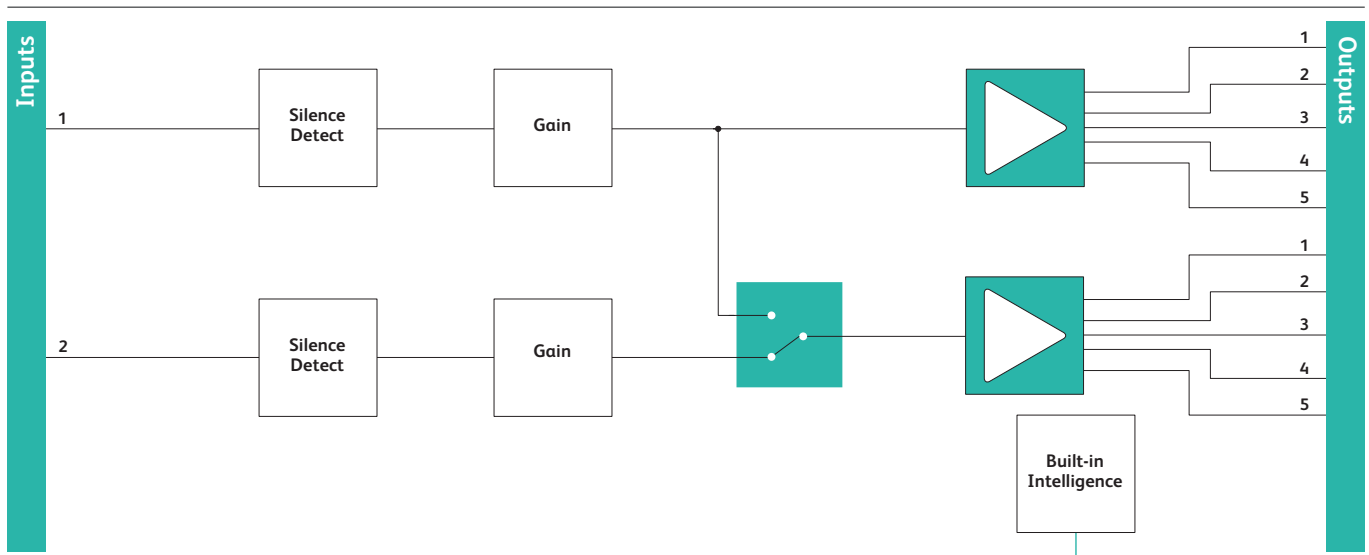 Inputs
1
Silence
Detect
Gain
1
2
3
4
5
Outputs
2
Silence
Detect
Gain
1
2
3
4
5
Built-in
Intelligence